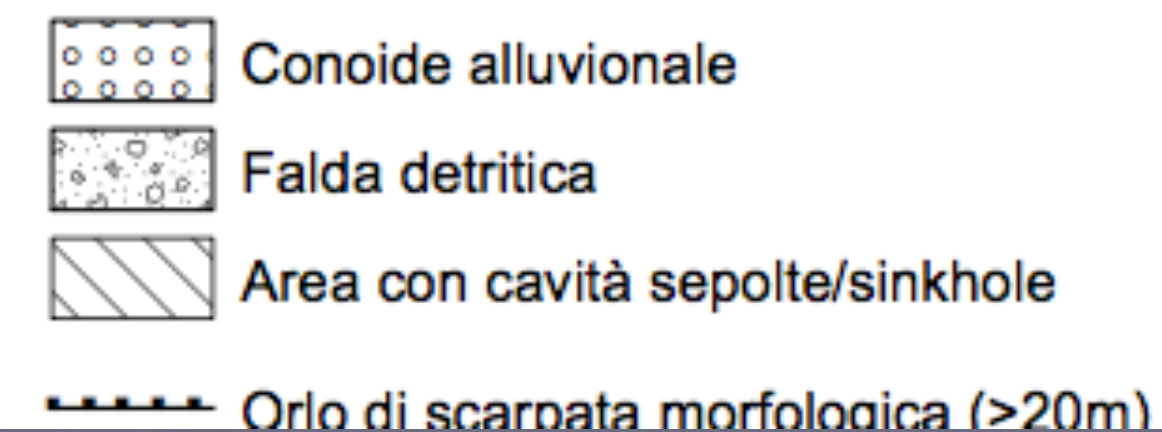 Conoide alluvionale
Falda detritica
Area con cavità sepolte/sinkhole
Orlo di scarpata morfologica (>20m)